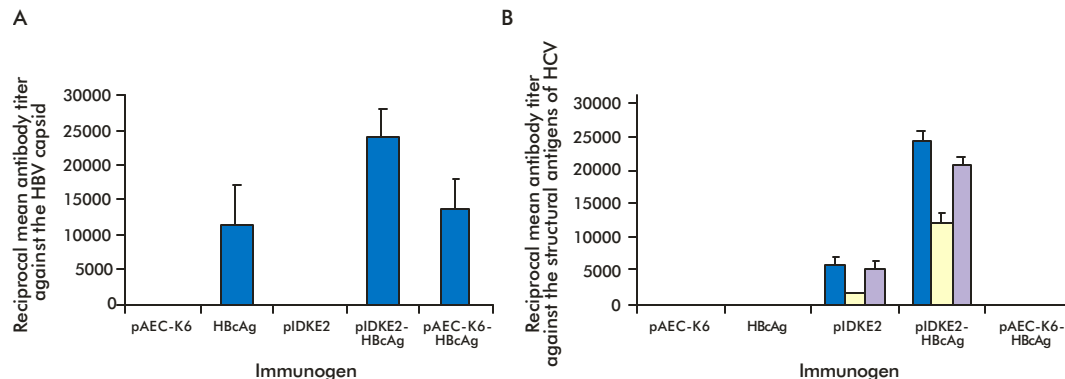 A
Reciprocal mean antibody titer
against the HBV capsid
30000
25000
20000
15000
10000
5000
0
pAEC-K6
HBcAg
pIDKE2
pIDKE2-
HBcAg
pAEC-K6-
HBcAg
Immunogen
B
Reciprocal mean antibody titer
against the structural antigens of HCV
30000
25000
20000
15000
10000
5000
0
pAEC-K6
HBcAg
pIDKE2
pIDKE2-
HBcAg
pAEC-K6-
HBcAg
Immunogen